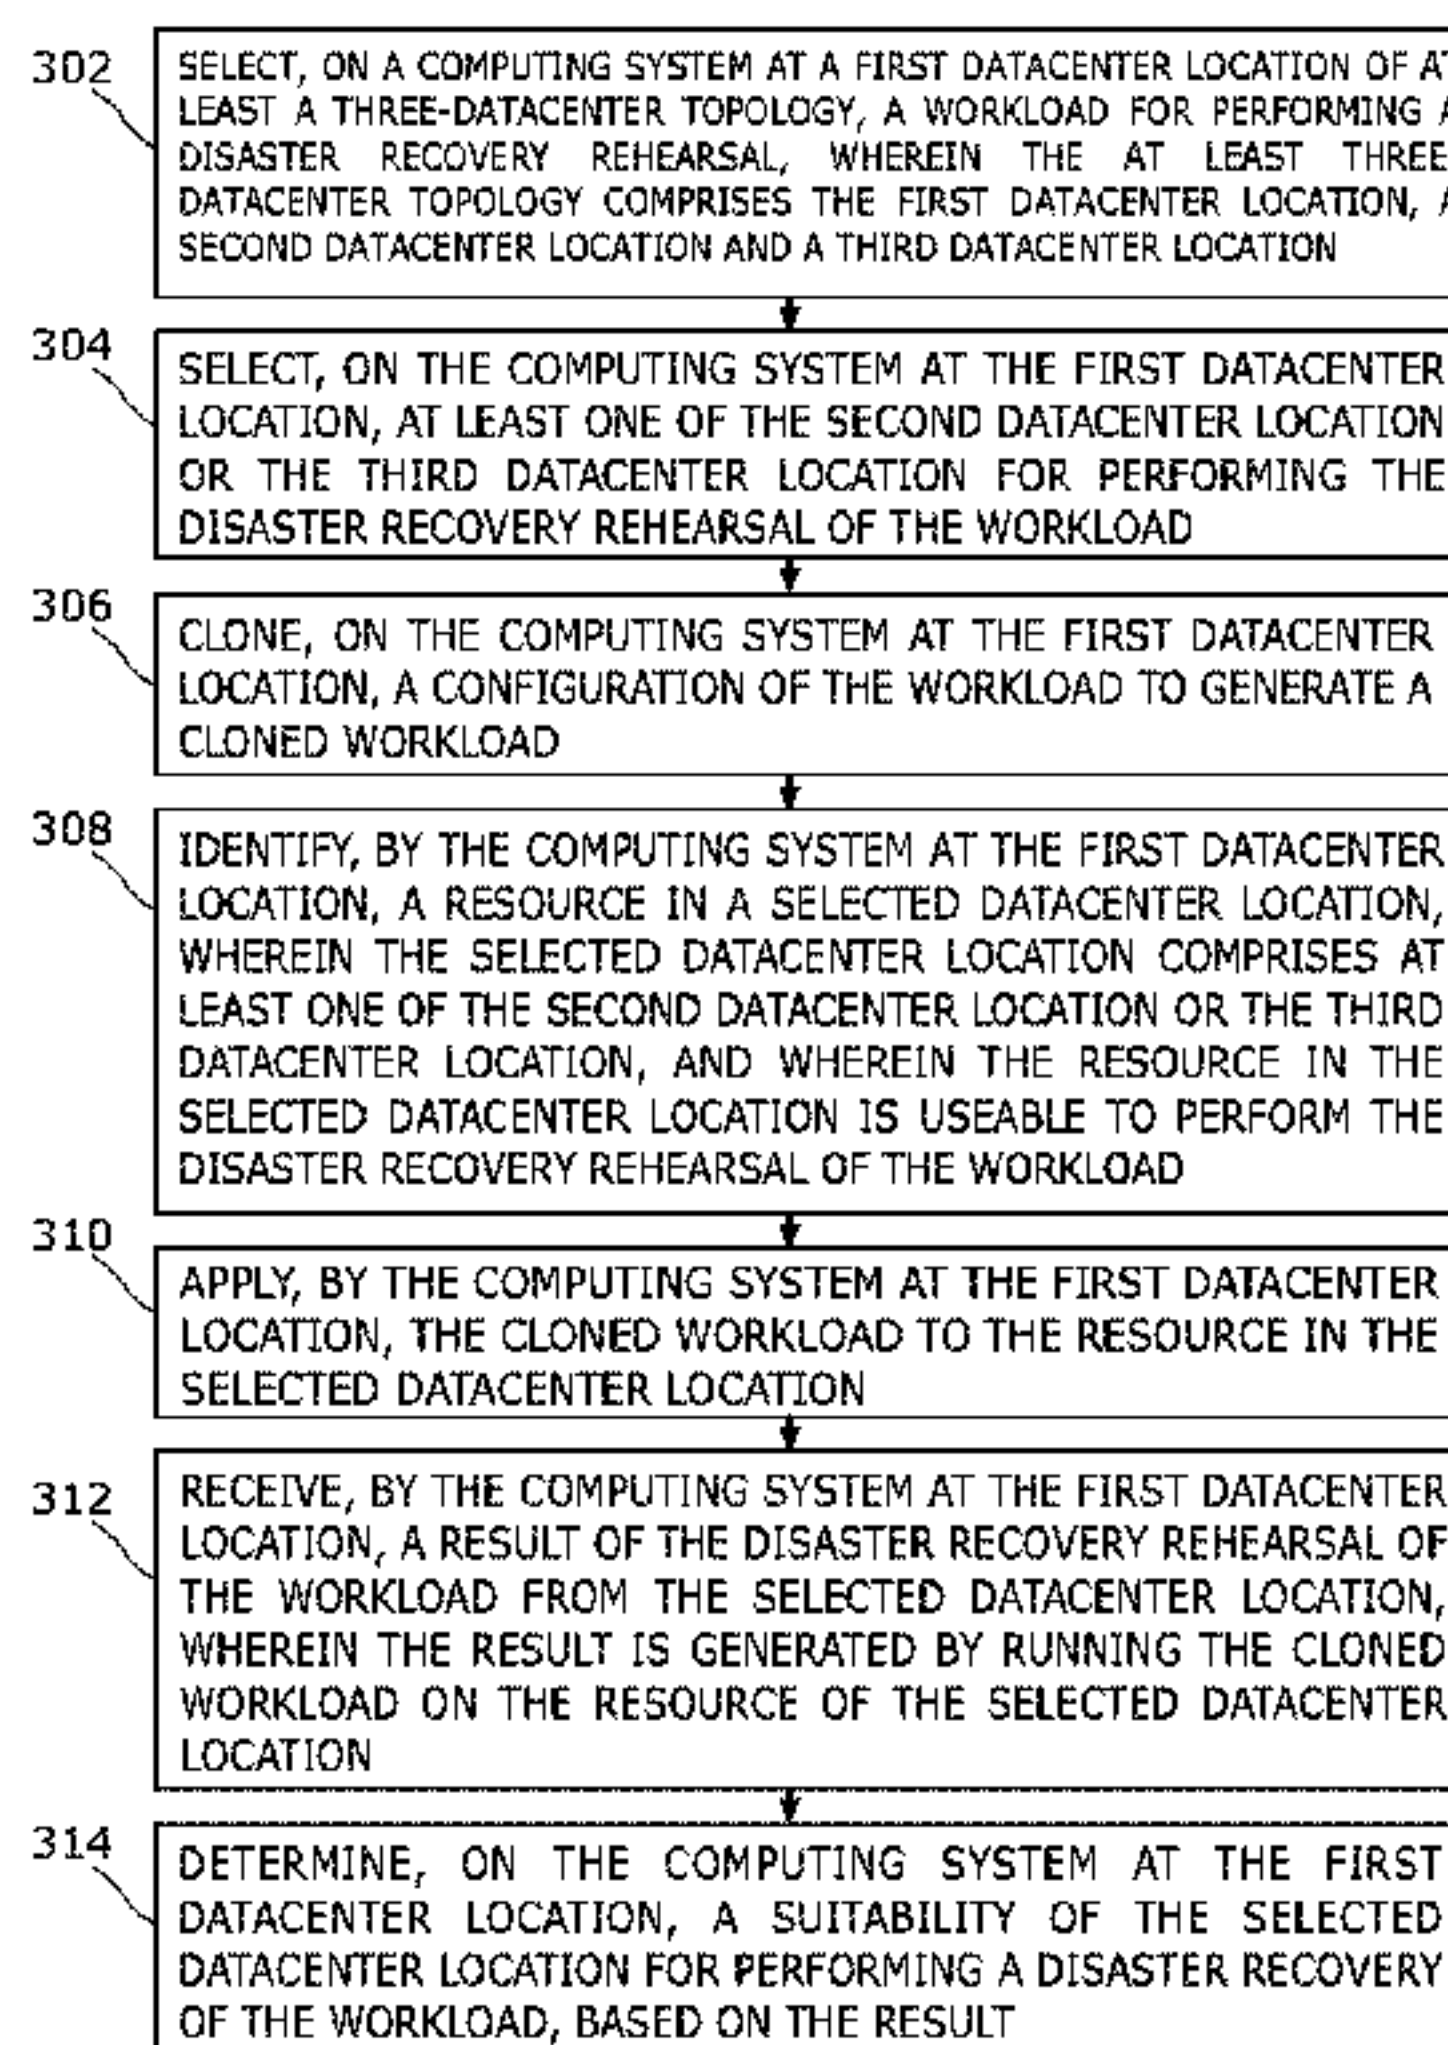 302
SELECT, ON A COMPUTING SYSTEM AT A FIRST DATACENTER LOCATION OF AT
LEAST A THREE-DATACENTER TOPOLOGY, A WORKLOAD FOR PERFORMING A
DISASTER RECOVERY REHEARSAL, WHEREIN THE AT LEAST THREE
DATACENTER TOPOLOGY COMPRISES THE FIRST DATACENTER LOCATION, A
SECOND DATACENTER LOCATION AND A THIRD DATACENTER LOCATION
304
SELECT, ON THE COMPUTING SYSTEM AT THE FIRST DATACENTER
LOCATION, AT LEAST ONE OF THE SECOND DATACENTER LOCATION
OR THE THIRD DATACENTER LOCATION FOR PERFORMING THE
DISASTER RECOVERY REHEARSAL OF THE WORKLOAD
306
CLONE, ON THE COMPUTING SYSTEM AT THE FIRST DATACENTER
LOCATION, A CONFIGURATION OF THE WORKLOAD TO GENERATE A
CLONED WORKLOAD
308
IDENTIFY, BY THE COMPUTING SYSTEM AT THE FIRST DATACENTER
LOCATION, A RESOURCE IN A SELECTED DATACENTER LOCATION,
WHEREIN THE SELECTED DATACENTER LOCATION COMPRISES AT
LEAST ONE OF THE SECOND DATACENTER LOCATION OR THE THIRD
DATACENTER LOCATION, AND WHEREIN THE RESOURCE IN THE
SELECTED DATACENTER LOCATION IS USEABLE TO PERFORM THE
DISASTER RECOVERY REHEARSAL OF THE WORKLOAD
310
APPLY, BY THE COMPUTING SYSTEM AT THE FIRST DATACENTER
LOCATION, THE CLONED WORKLOAD TO THE RESOURCE IN THE
SELECTED DATACENTER LOCATION
312
RECEIVE, BY THE COMPUTING SYSTEM AT THE FIRST DATACENTER
LOCATION, A RESULT OF THE DISASTER RECOVERY REHEARSAL OF
THE WORKLOAD FROM THE SELECTED DATACENTER LOCATION,
WHEREIN THE RESULT IS GENERATED BY RUNNING THE CLONED
WORKLOAD ON THE RESOURCE OF THE SELECTED DATACENTER
LOCATION
314
DETERMINE, ON THE COMPUTING SYSTEM AT THE FIRST
DATACENTER LOCATION, A SUITABILITY OF THE SELECTED
DATACENTER LOCATION FOR PERFORMING A DISASTER RECOVERY
OF THE WORKLOAD, BASED ON THE RESULT